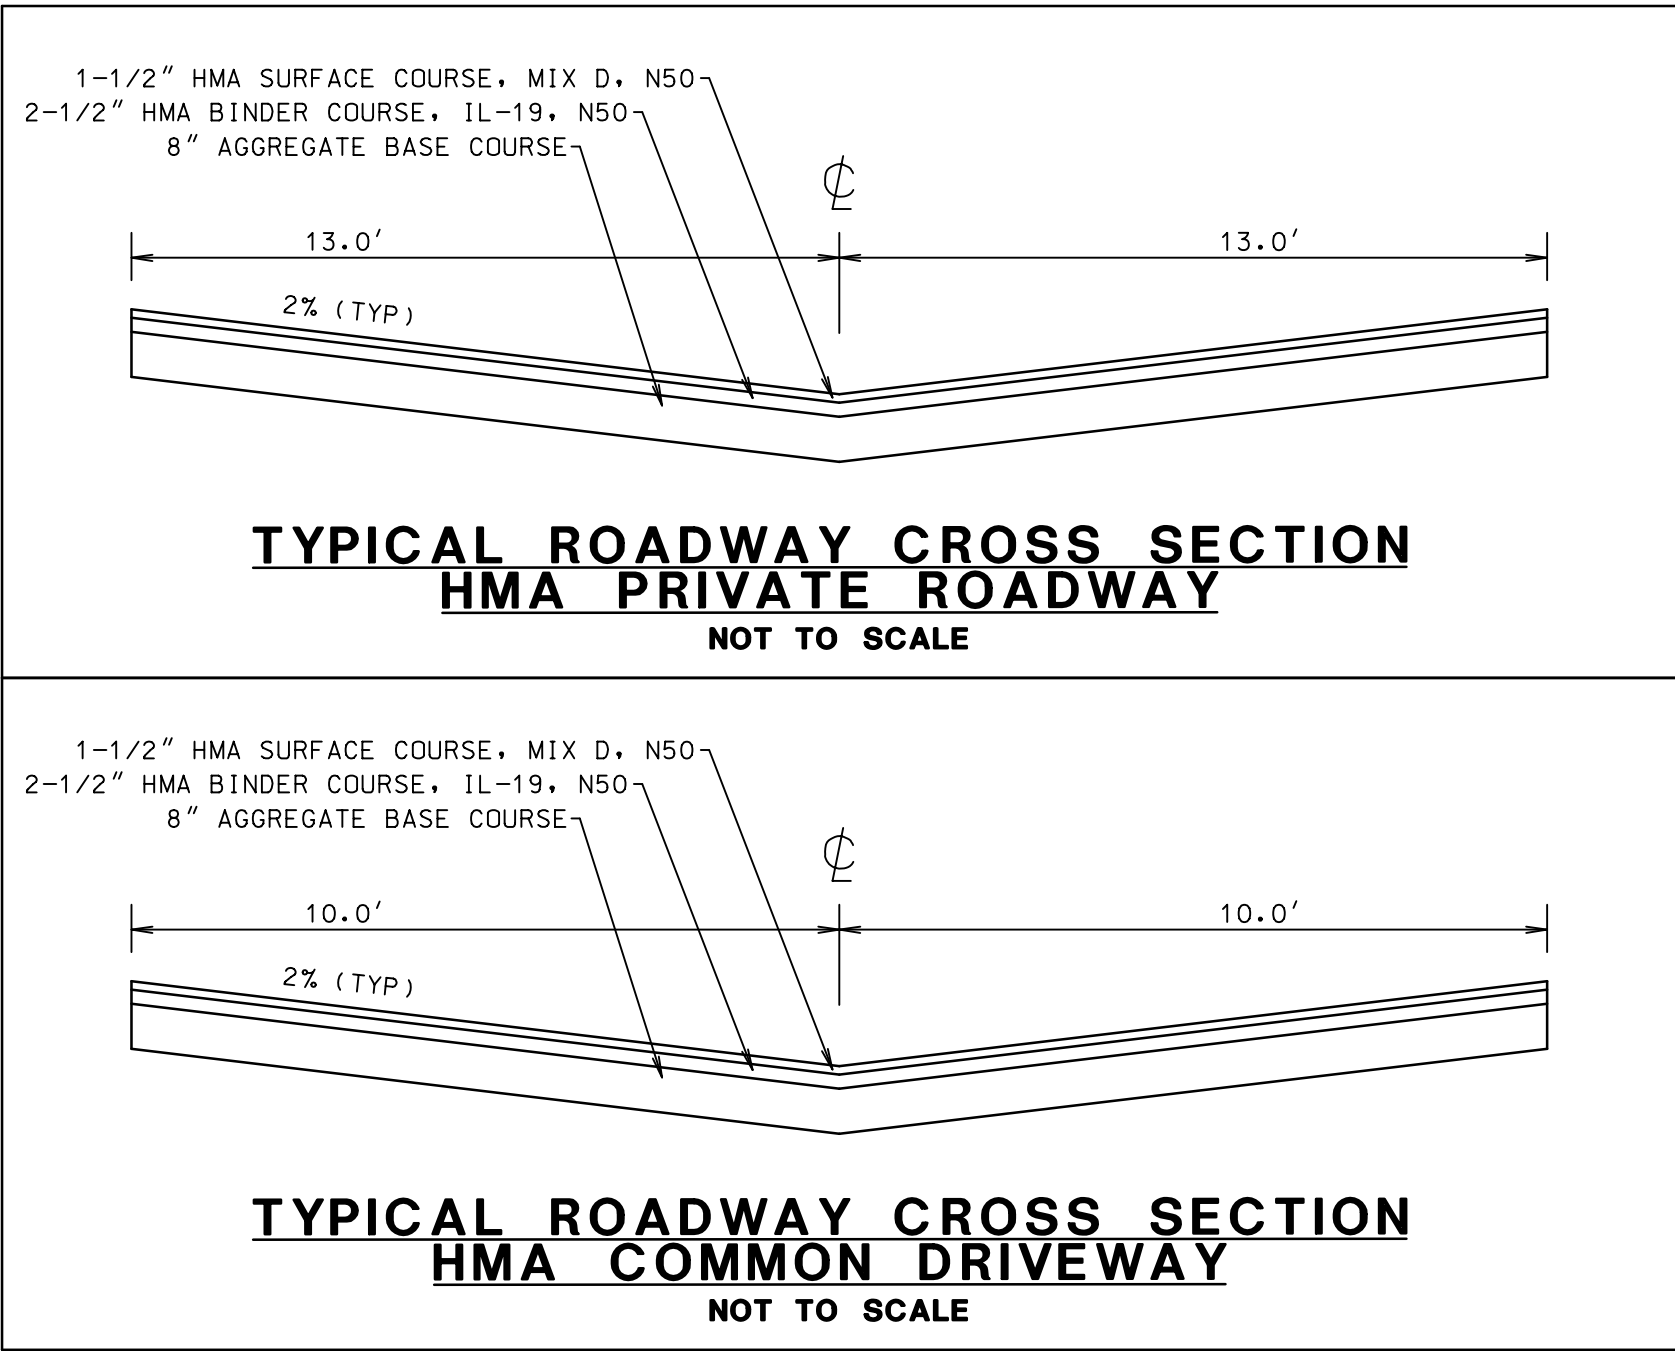 1-1/2" HMA SURFACE COURSE, MIX D, N50
2-1/2" HMA BINDER COURSE, IL-19, N50
8" AGGREGATE BASE COURSE
℄
13.0' 13.0'
2% (TYP)
TYPICAL ROADWAY CROSS SECTION
HMA PRIVATE ROADWAY
NOT TO SCALE
1-1/2" HMA SURFACE COURSE, MIX D, N50
2-1/2" HMA BINDER COURSE, IL-19, N50
8" AGGREGATE BASE COURSE
℄
10.0' 10.0'
2% (TYP)
TYPICAL ROADWAY CROSS SECTION
HMA COMMON DRIVEWAY
NOT TO SCALE